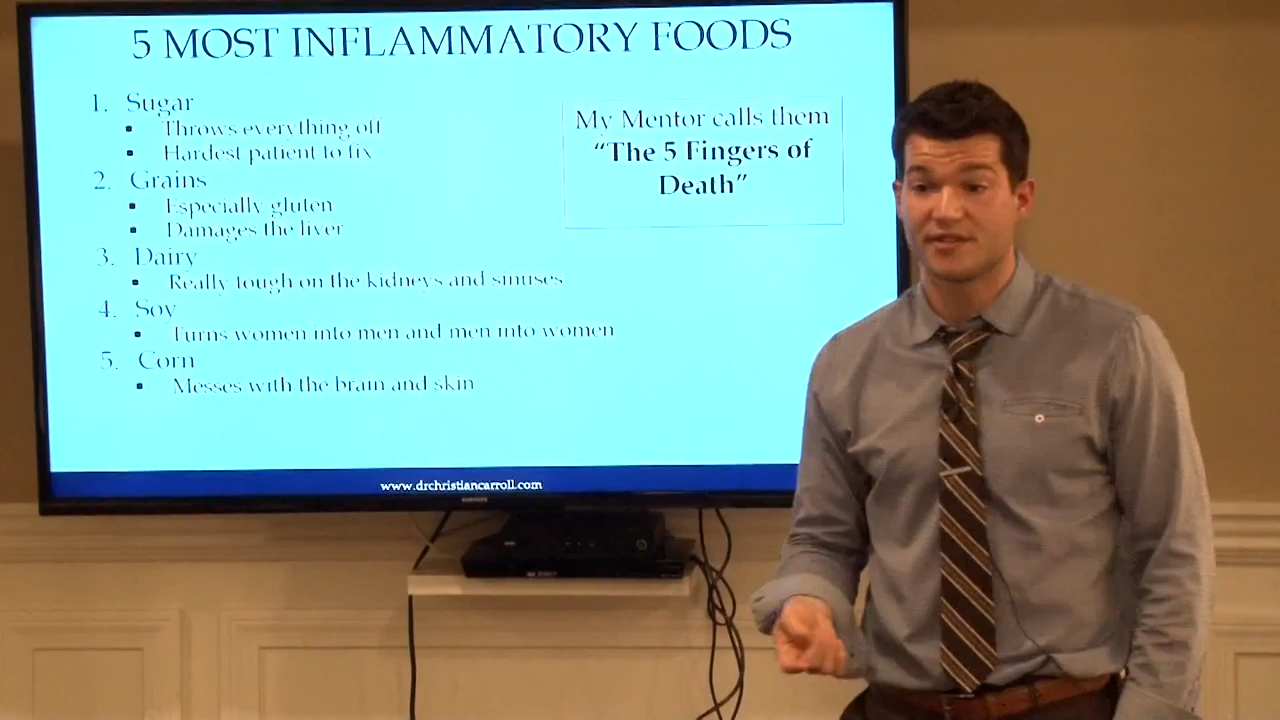 5 MOST INFLAMMATORY FOODS
1. Sugar
▪ Throws everything off
▪ Hardest patient to fix
2. Grains
▪ Especially gluten
▪ Damages the liver
3. Dairy
▪ Really tough on the kidneys and sinuses
4. Soy
▪ Turns women into men and men into women
5. Corn
▪ Messes with the brain and skin
My Mentor calls them
“The 5 Fingers of
Death”
www.drchristiancarroll.com
SAMSUNG